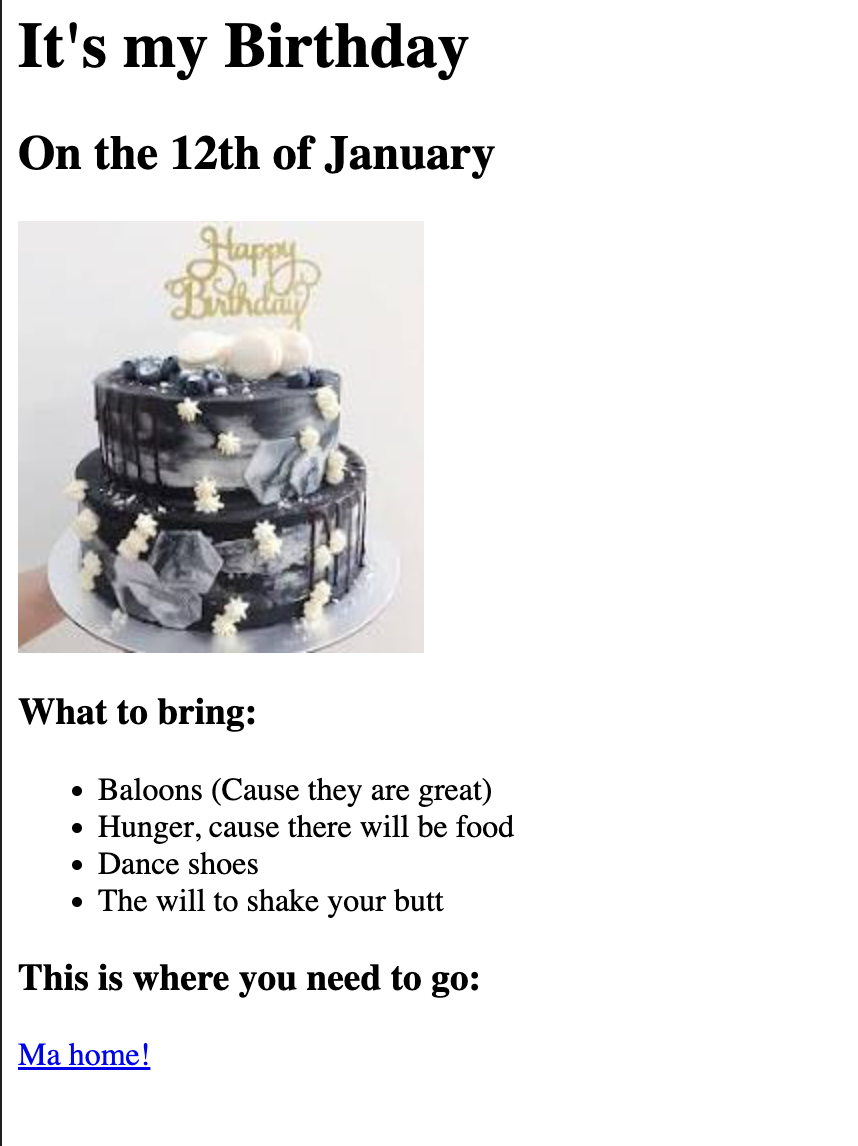 It's my Birthday
On the 12th of January
Happy
Birthday
What to bring:
Baloons (Cause they are great)
Hunger, cause there will be food
Dance shoes
The will to shake your butt
This is where you need to go:
Ma home!